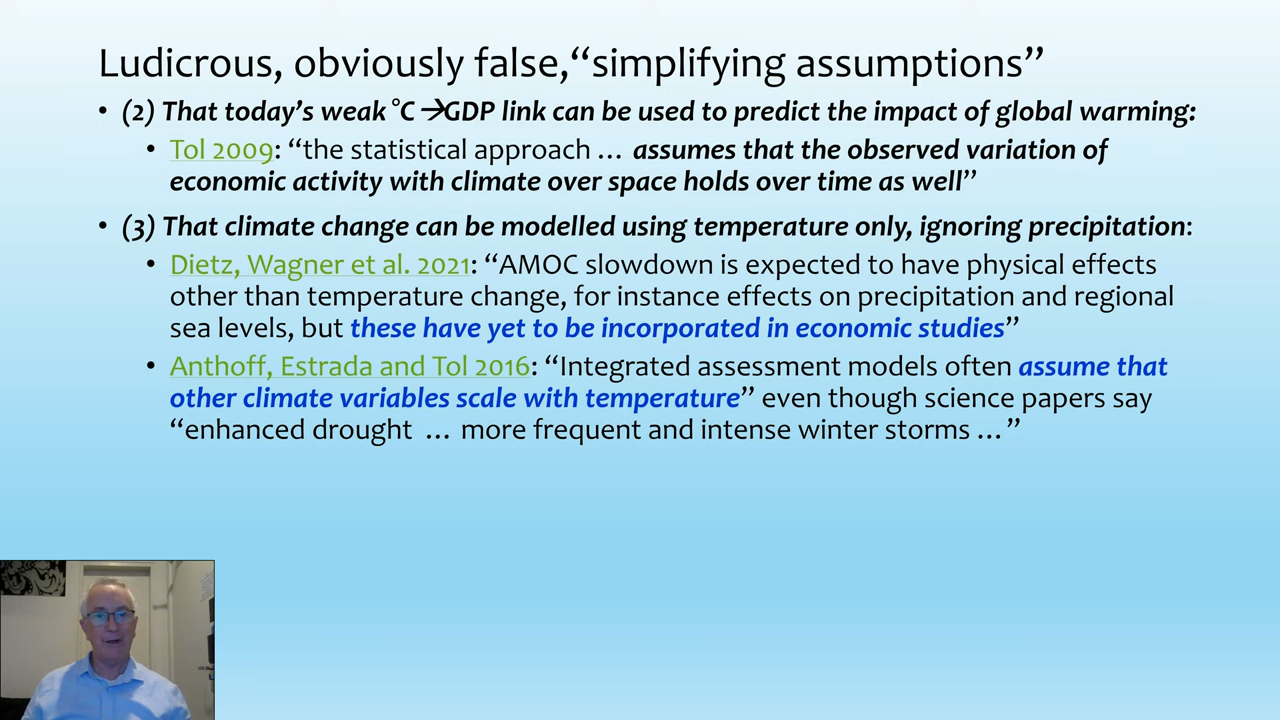 Ludicrous, obviously false,“simplifying assumptions”
• (2) That today’s weak °C→GDP link can be used to predict the impact of global warming:
• Tol 2009: “the statistical approach … assumes that the observed variation of
economic activity with climate over space holds over time as well”
• (3) That climate change can be modelled using temperature only, ignoring precipitation:
• Dietz, Wagner et al. 2021: “AMOC slowdown is expected to have physical effects
other than temperature change, for instance effects on precipitation and regional
sea levels, but these have yet to be incorporated in economic studies”
• Anthoff, Estrada and Tol 2016: “Integrated assessment models often assume that
other climate variables scale with temperature” even though science papers say
“enhanced drought … more frequent and intense winter storms …”